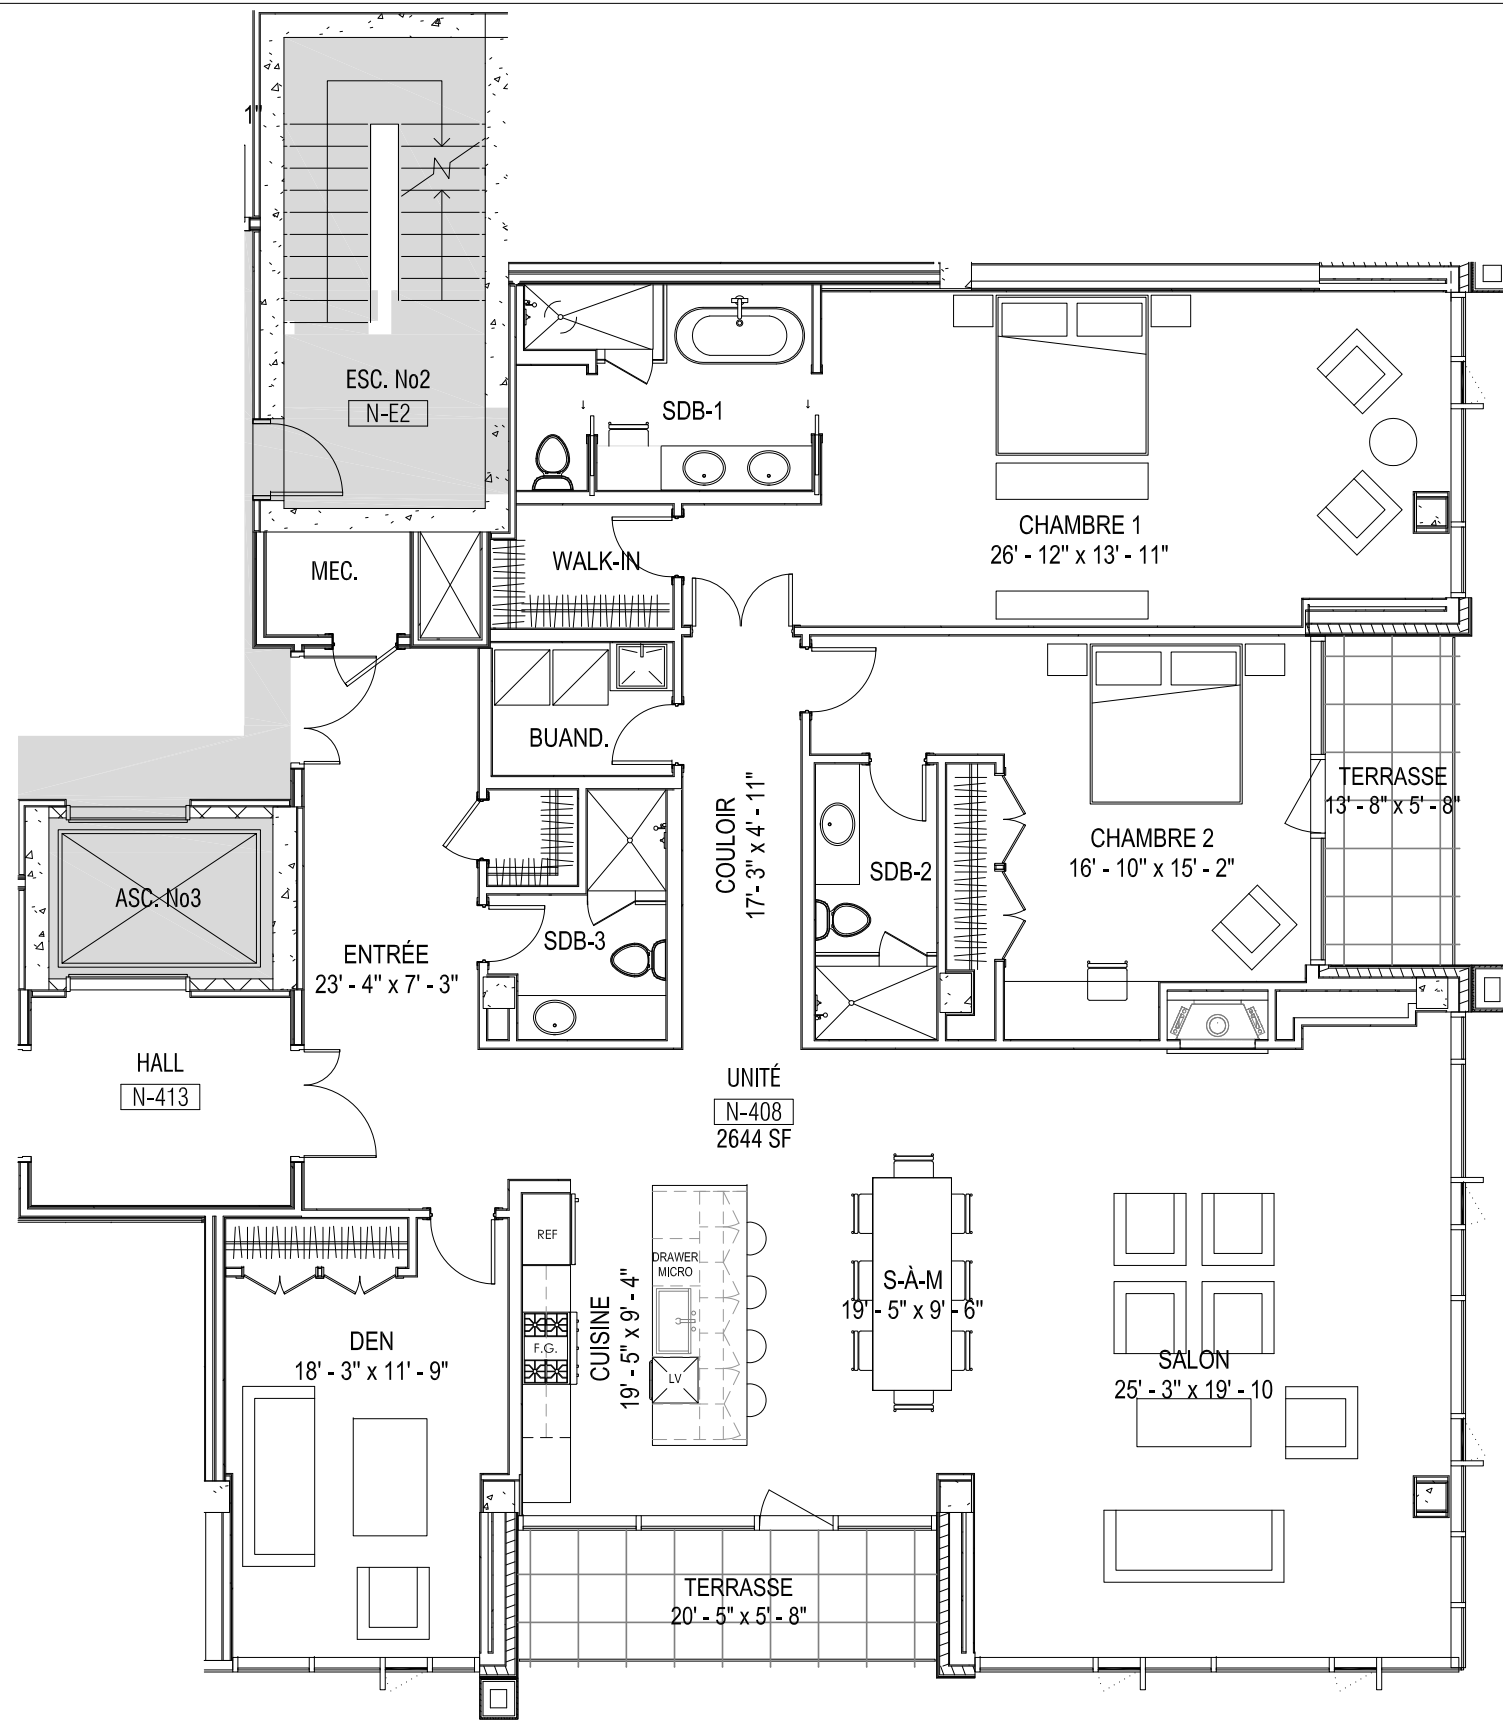 1"
ESC. No2
N-E2
SDB-1
CHAMBRE 1
26' - 12" x 13' - 11"
MEC.
WALK-IN
BUAND.
TERRASSE
13' - 8" x 5' - 8"
COULOIR
17'- 3" x 4' - 11"
CHAMBRE 2
16' - 10" x 15' - 2"
SDB-2
ASC. No3
SDB-3
ENTRÉE
23' - 4" x 7' - 3"
HALL
N-413
UNITÉ
N-408
2644 SF
REF
DRAWER
MICRO
S-À-M
19' - 5" x 9' - 6"
CUISINE
19' - 5" x 9' - 4"
F.G.
LV
DEN
18' - 3" x 11' - 9"
SALON
25' - 3" x 19' - 10
TERRASSE
20' - 5" x 5' - 8"